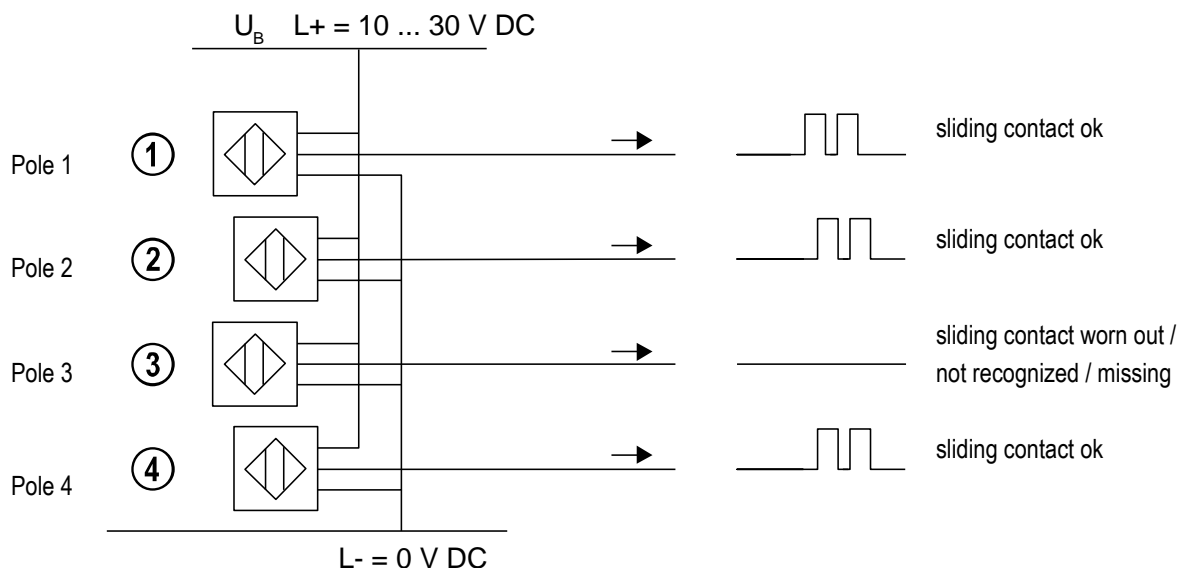 U_B L+ = 10 ... 30 V DC
Pole 1 1 sliding contact ok
Pole 2 2 sliding contact ok
Pole 3 3 sliding contact worn out /
not recognized / missing
Pole 4 4 sliding contact ok
L- = 0 V DC